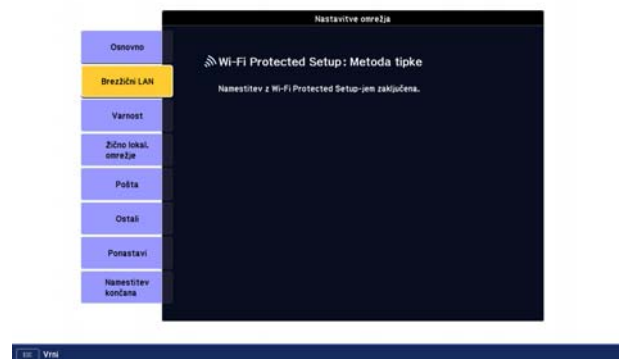 Nastavitve omrežja
Osnovno
Brezžični LAN
Varnost
Žično lokal.
omrežje
Pošta
Ostali
Ponastavi
Namestitev
končana
Wi-Fi Protected Setup: Metoda tipke
Namestitev z Wi-Fi Protected Setup-jem zaključena.
Esc Vrni